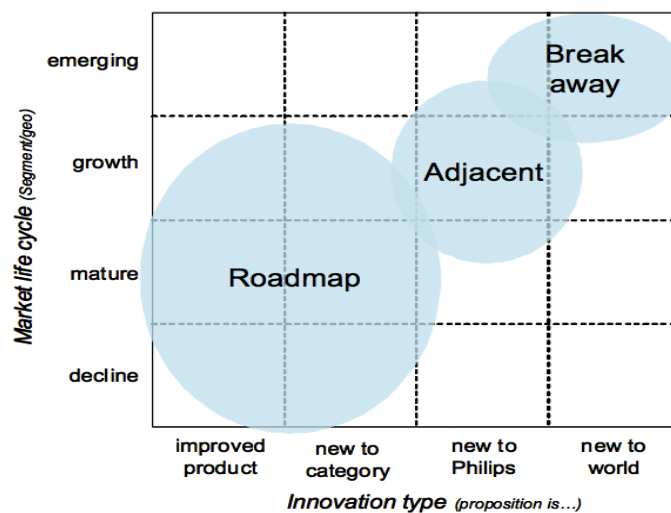 emerging
growth
mature
decline
Market life cycle (Segment/geo)
Break
away
Adjacent
Roadmap
improved
product
new to
category
new to
Philips
new to
world
Innovation type (proposition is…)